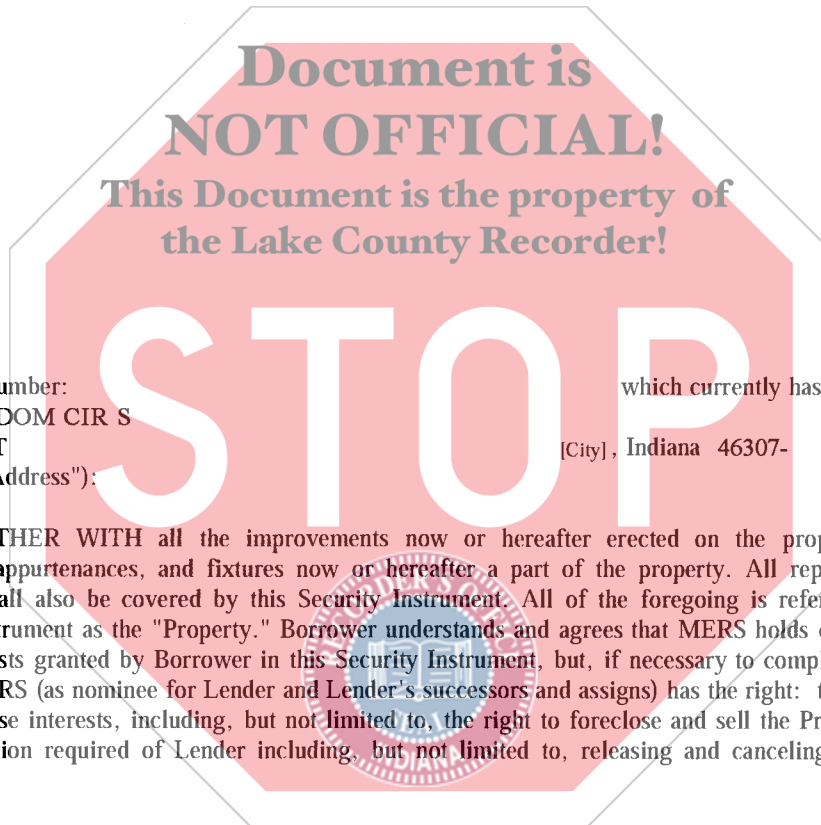 Document is
NOT OFFICIAL!
This Document is the property of
the Lake County Recorder!
STOP
umber: which currently has
DOM CIR S
T [City] , Indiana 46307-
Address"):
THER WITH all the improvements now or hereafter erected on the prop
appurtenances, and fixtures now or hereafter a part of the property. All rep
all also be covered by this Security Instrument. All of the foregoing is refer
trument as the "Property." Borrower understands and agrees that MERS holds
sts granted by Borrower in this Security Instrument, but, if necessary to compl
RS (as nominee for Lender and Lender's successors and assigns) has the right: t
se interests, including, but not limited to, the right to foreclose and sell the Pr
ion required of Lender including, but not limited to, releasing and canceling
RECORDER'S OFFICE
INDIANA